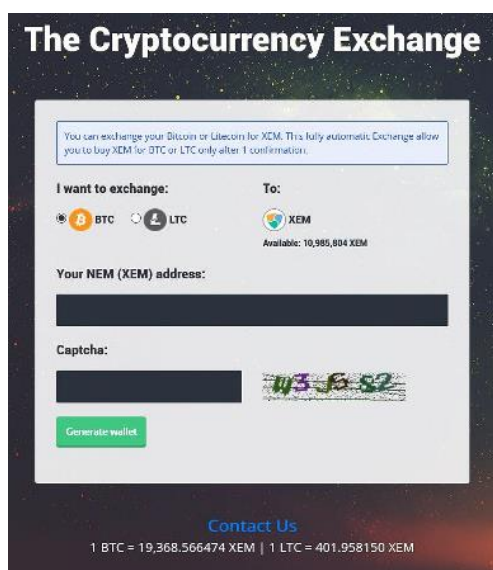 The Cryptocurrency Exchange
You can exchange your Bitcoin or Litecoin for XEM. This fully automatic Exchange allow
you to buy XEM for BTC or LTC only after 1 confirmation.
I want to exchange:
To:
BTC
LTC
XEM
Available: 10,985,804 XEM
Your NEM (XEM) address:
Captcha:
Generate wallet
Contact Us
1 BTC = 19,368.566474 XEM | 1 LTC = 401.958150 XEM